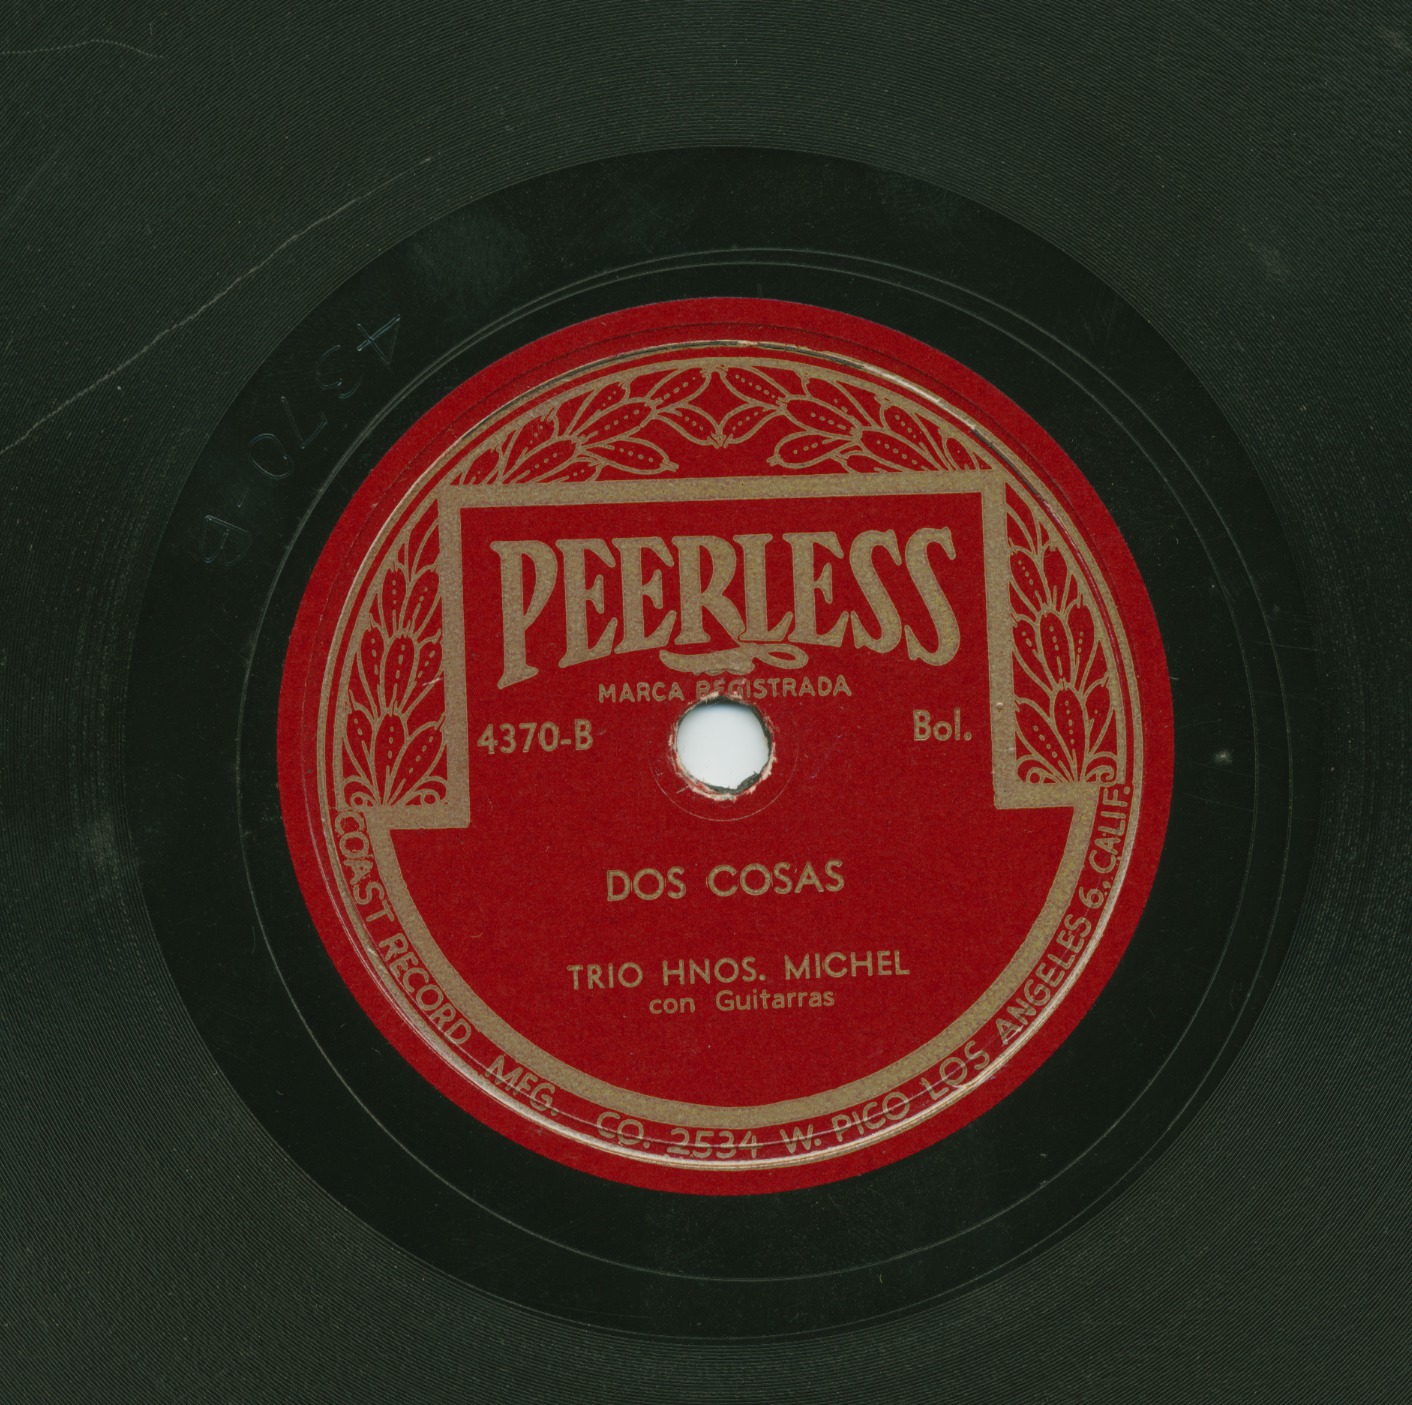 PEERLESS
MARCA REGISTRADA
4370-B
Bol.
DOS COSAS
TRIO HNOS. MICHEL
con Guitarras
COAST RECORD MFG. CO. 2534 W. PICO LOS ANGELES 6, CALIF.
4370-B